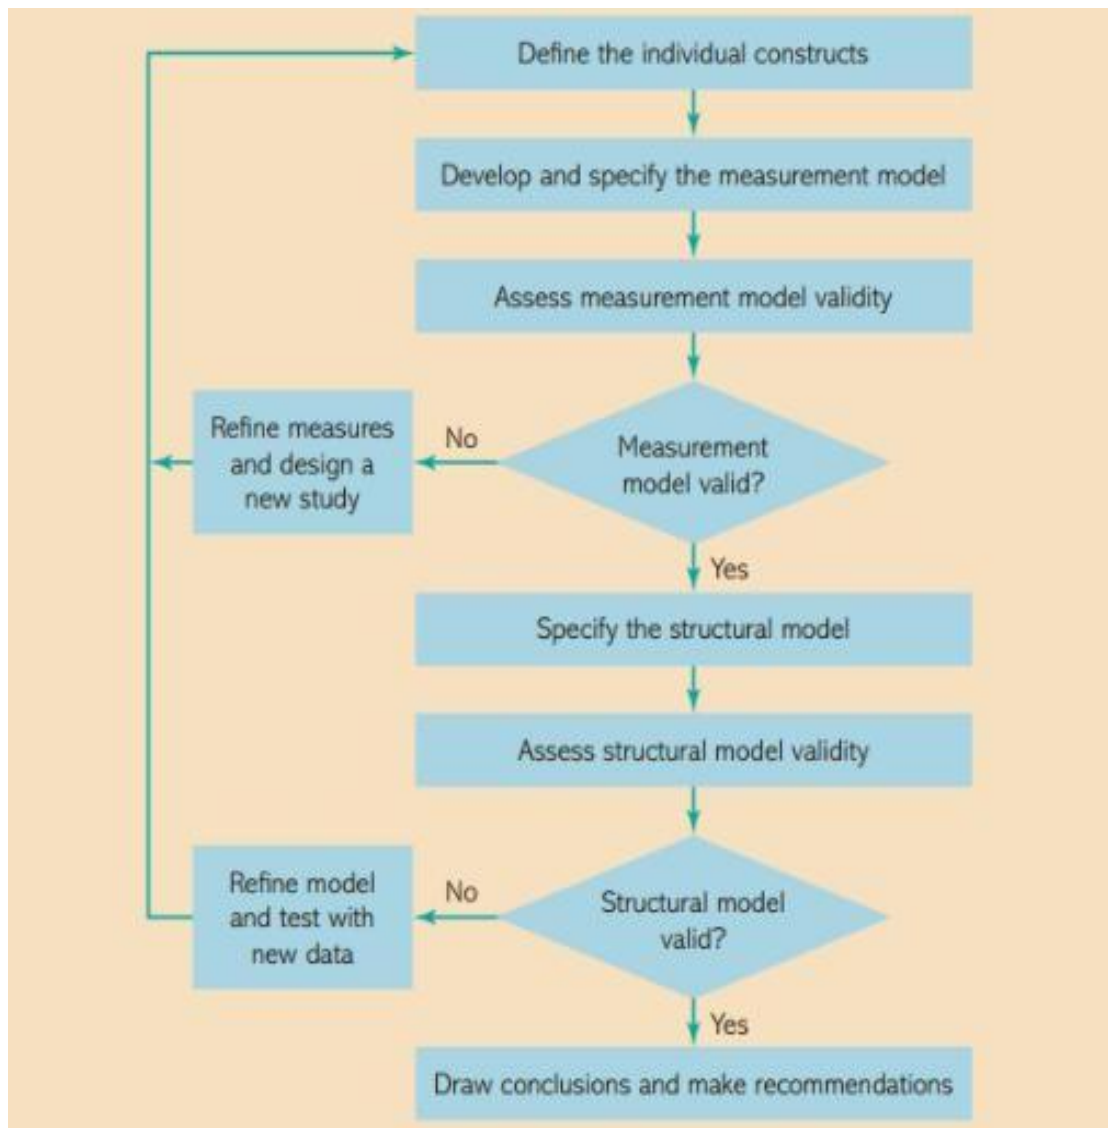 Define the individual constructs
Develop and specify the measurement model
Assess measurement model validity
Refine measures
and design a
new study
No
Measurement
model valid?
Yes
Specify the structural model
Assess structural model validity
Refine model
and test with
new data
No
Structural model
valid?
Yes
Draw conclusions and make recommendations